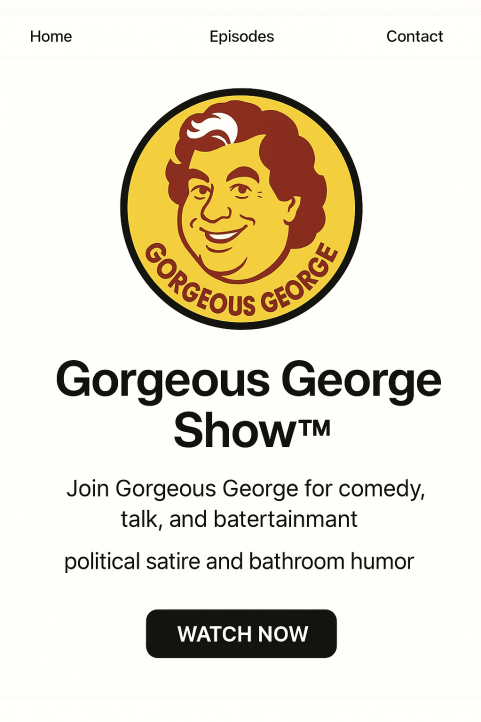 Home Episodes Contact
GORGEOUS GEORGE
Gorgeous George
Show™
Join Gorgeous George for comedy,
talk, and batertainmant
political satire and bathroom humor
WATCH NOW